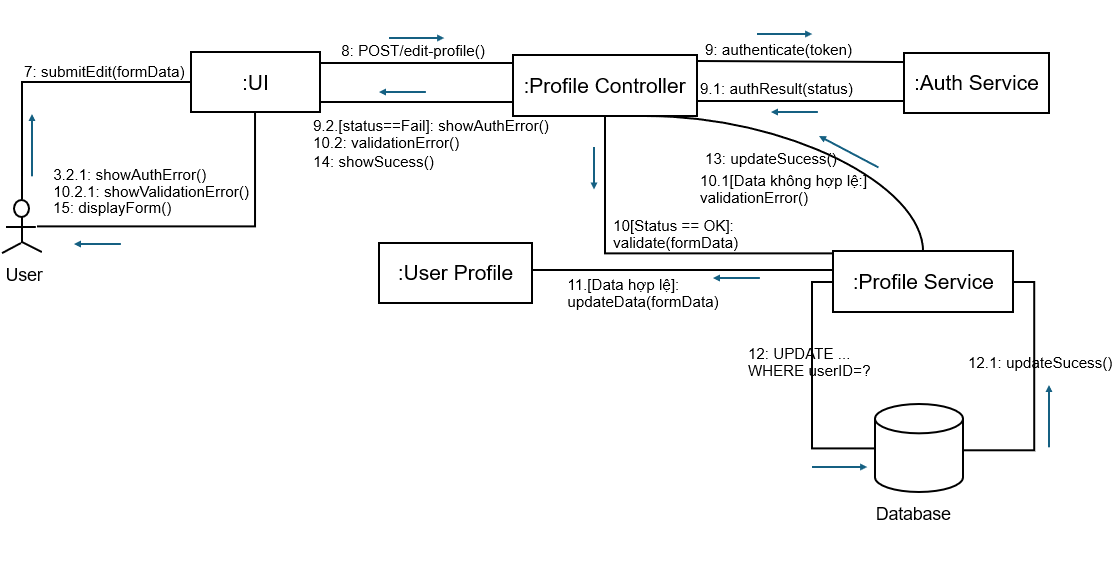 8: POST/edit-profile()
9: authenticate(token)
7: submitEdit(formData)
:UI
:Profile Controller
:Auth Service
9.1: authResult(status)
9.2.[status==Fail]: showAuthError()
10.2: validationError()
14: showSucess()
13: updateSucess()
3.2.1: showAuthError()
10.2.1: showValidationError()
15: displayForm()
10.1[Data không hợp lệ:]
validationError()
10[Status == OK]:
validate(formData)
User
:User Profile
:Profile Service
11.[Data hợp lệ]:
updateData(formData)
12: UPDATE ...
WHERE userID=?
12.1: updateSucess()
Database